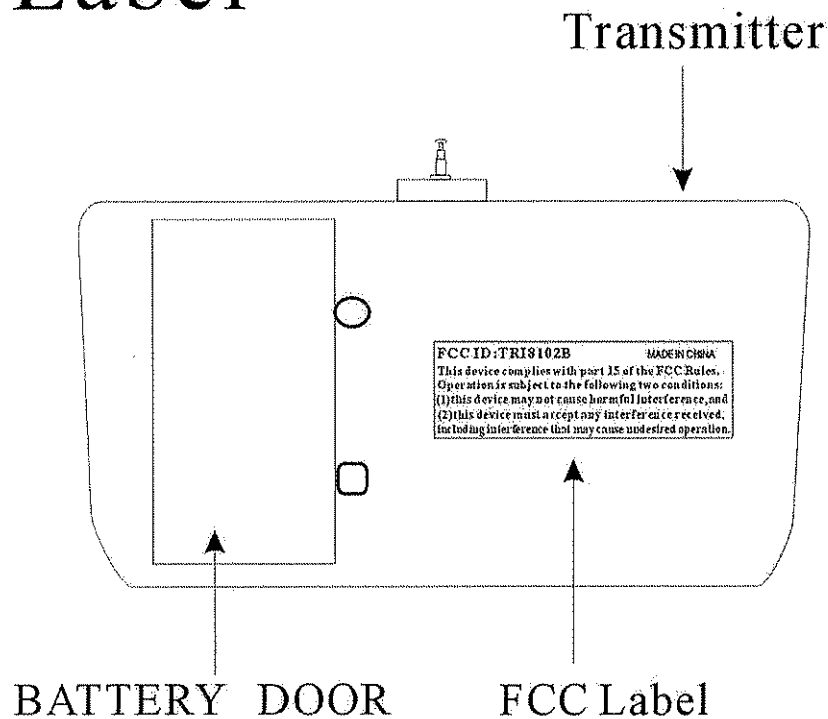 Label
Transmitter
FCC ID:TRI8102B MADE IN CHINA
This device complies with part 15 of the FCC Rules.
Operation is subject to the following two conditions:
(1)this device may not cause harmful interference,and
(2)this device must accept any interference received,
including interference that may cause undesired operation.
BATTERY DOOR FCC Label